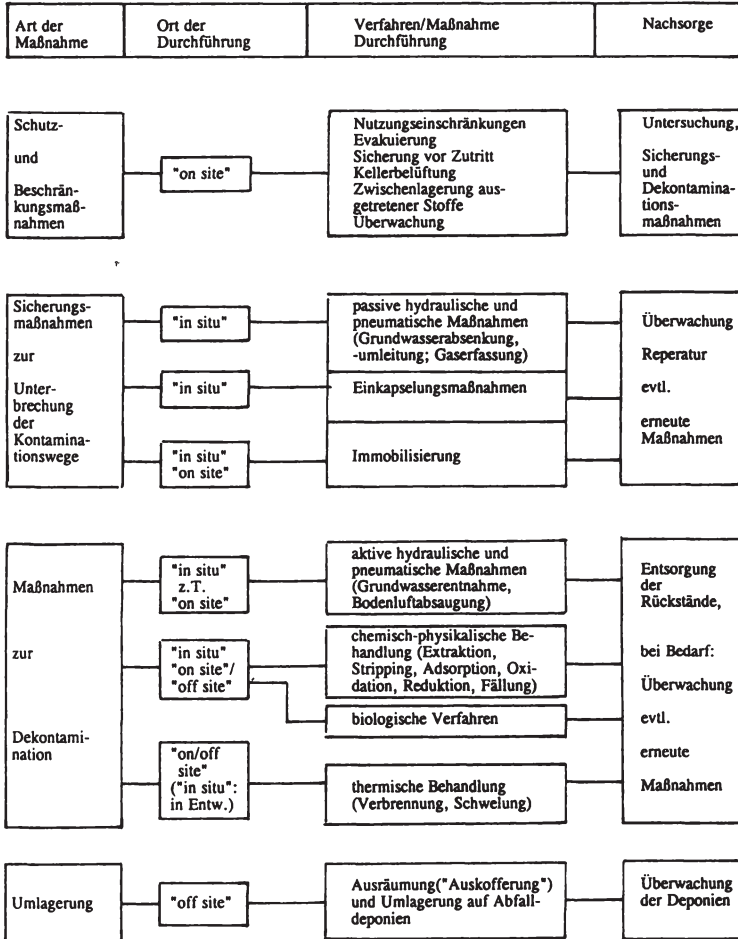 Art der
Maßnahme
Ort der
Durchführung
Verfahren/Maßnahme
Durchführung
Nachsorge
Schutz-
und
Beschrän-
kungsmaß-
nahmen
"on site"
Nutzungseinschränkungen
Evakuierung
Sicherung vor Zutritt
Kellerbelüftung
Zwischenlagerung aus-
getretener Stoffe
Überwachung
Untersuchung,
Sicherungs-
und
Dekontamina-
tions-
maßnahmen
Sicherungs-
maßnahmen
zur
Unter-
brechung
der
Kontamina-
tionswege
"in situ"
passive hydraulische und
pneumatische Maßnahmen
(Grundwasserabsenkung,
-umleitung; Gaserfassung)
"in situ"
Einkapselungsmaßnahmen
"in situ"
"on site"
Immobilisierung
Überwachung
Reperatur
evtl.
erneute
Maßnahmen
Maßnahmen
zur
Dekontami-
nation
"in situ"
z.T.
"on site"
aktive hydraulische und
pneumatische Maßnahmen
(Grundwasserentnahme,
Bodenluftabsaugung)
"in situ"
"on site"/
"off site"
chemisch-physikalische Be-
handlung (Extraktion,
Stripping, Adsorption, Oxi-
dation, Reduktion, Fällung)
biologische Verfahren
"on/off
site"
("in situ":
in Entw.)
thermische Behandlung
(Verbrennung, Schwelung)
Entsorgung
der
Rückstände,
bei Bedarf:
Überwachung
evtl.
erneute
Maßnahmen
Umlagerung
"off site"
Ausräumung("Auskofferung")
und Umlagerung auf Abfall-
deponien
Überwachung
der Deponien